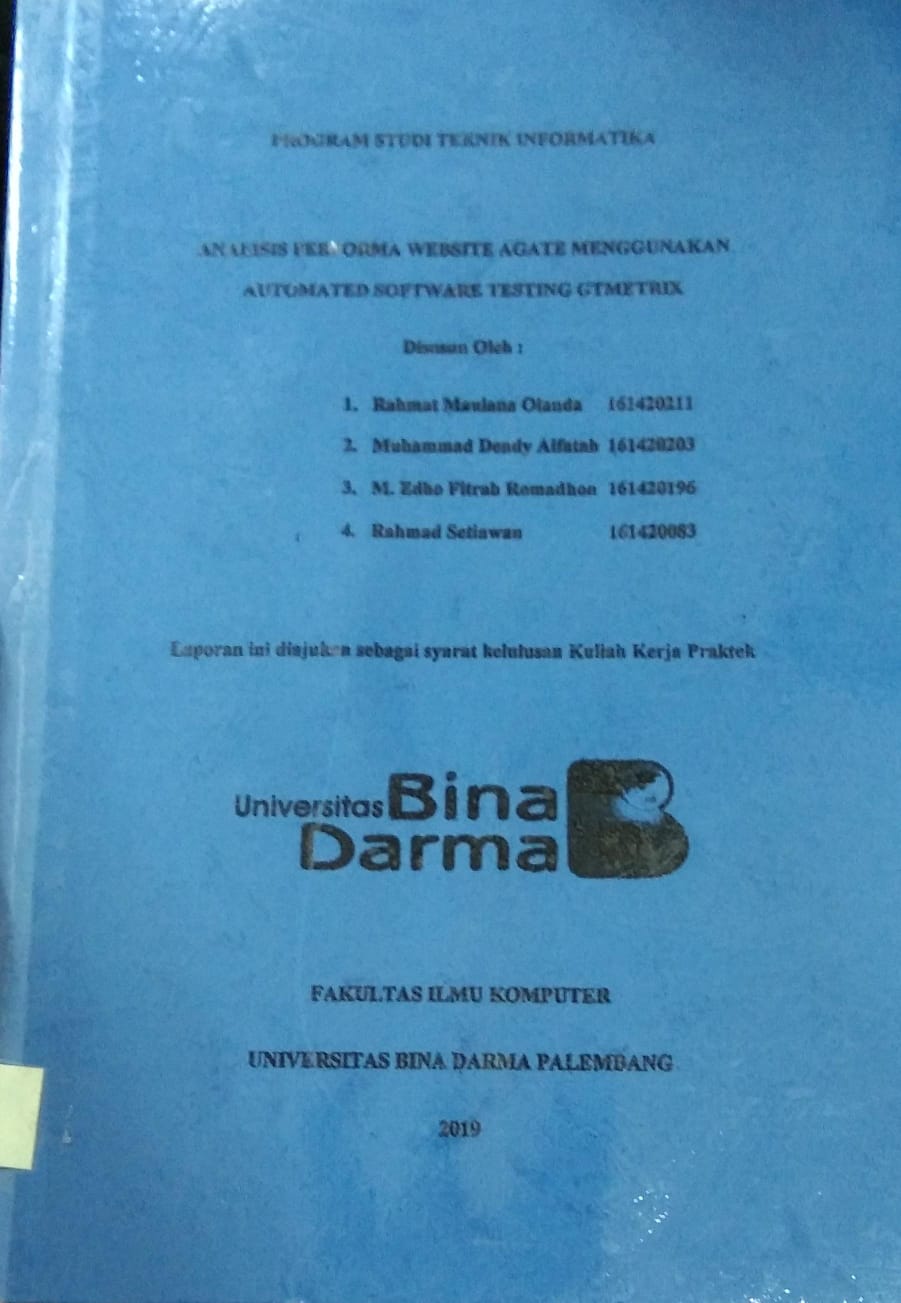 PROGRAM STUDI TEKNIK INFORMATIKA
ANALISIS PERFORMA WEBSITE AGATE MENGGUNAKAN
AUTOMATED SOFTWARE TESTING GTMETRIX
Disusun Oleh :
1. Rahmat Maulana Olanda 161420211
2. Muhammad Dendy Alfatah 161420203
3. M. Edho Fitrah Romadhon 161420196
4. Rahmad Setiawan 161420083
Laporan ini diajukan sebagai syarat kelulusan Kuliah Kerja Praktek
Universitas Bina
Darma
FAKULTAS ILMU KOMPUTER
UNIVERSITAS BINA DARMA PALEMBANG
2019